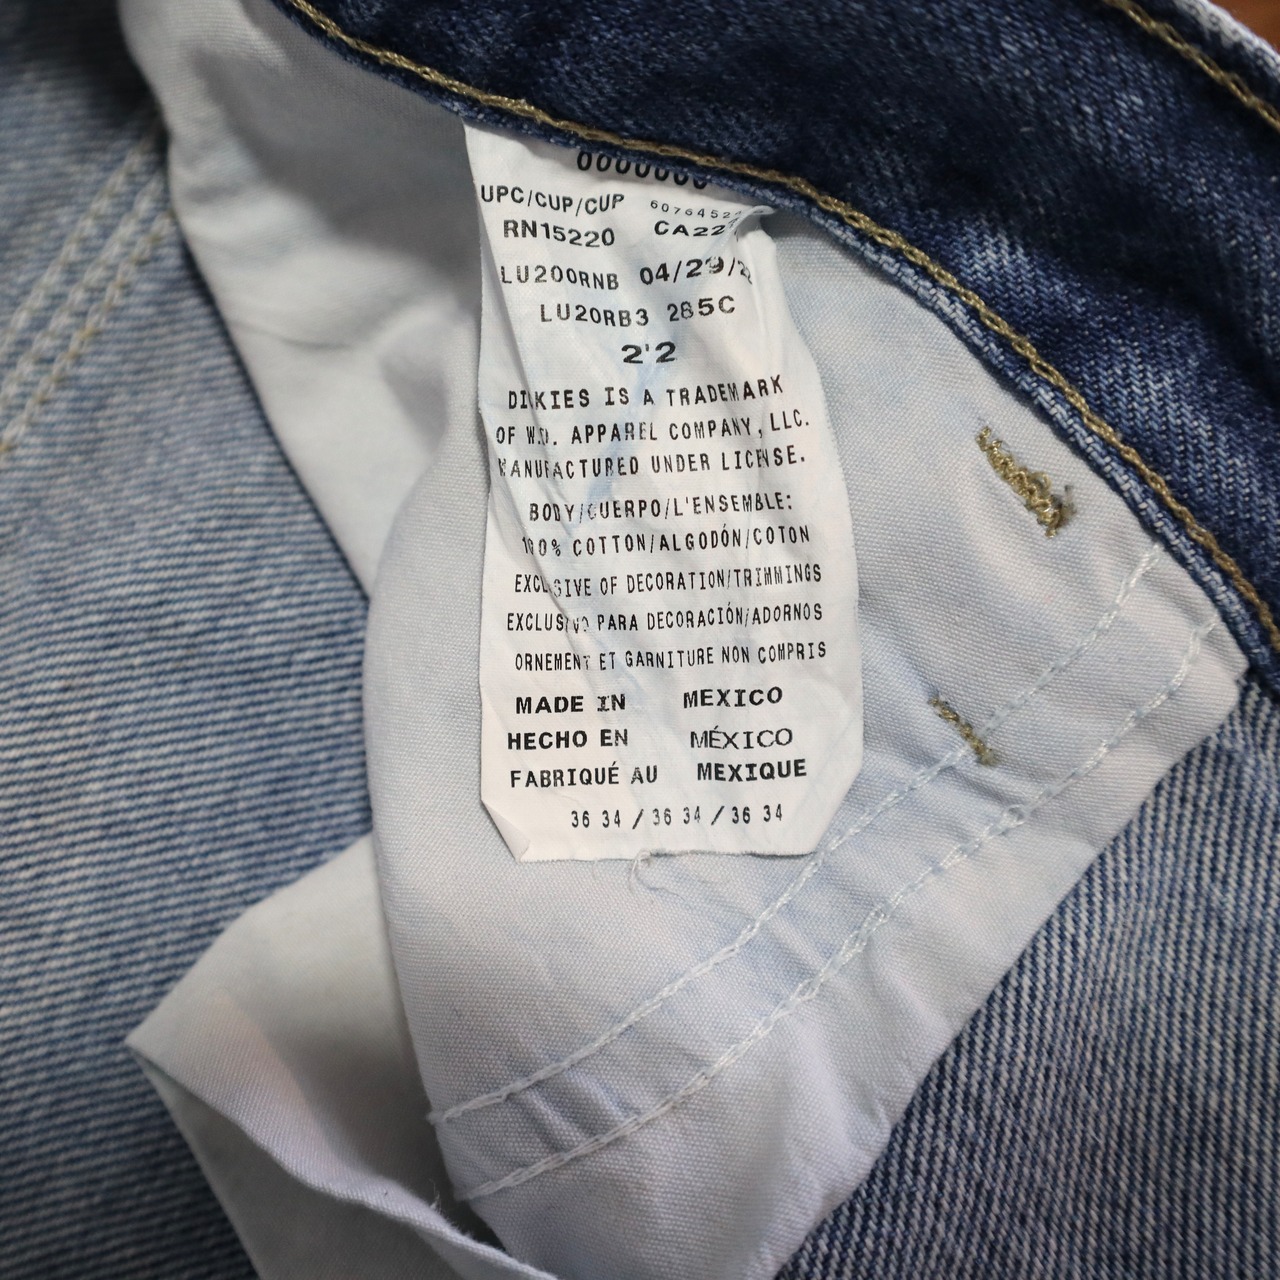 0000000
UPC/CUP/CUP
RN15220
LU200RNB 04/29/
LU20RB3 285C
2'2
DICKIES IS A TRADEMARK
OF W.D. APPAREL COMPANY, LLC.
MANUFACTURED UNDER LICENSE.
BODY/CUERPO/L'ENSEMBLE:
100% COTTON/ALGODÓN/COTON
EXCLUSIVE OF DECORATION/TRIMMINGS
EXCLUSIVO PARA DECORACIÓN/ADORNOS
ORNEMENT ET GARNITURE NON COMPRIS
MADE IN MEXICO
HECHO EN MÉXICO
FABRIQUÉ AU MEXIQUE
36 34 / 36 34 / 36 34